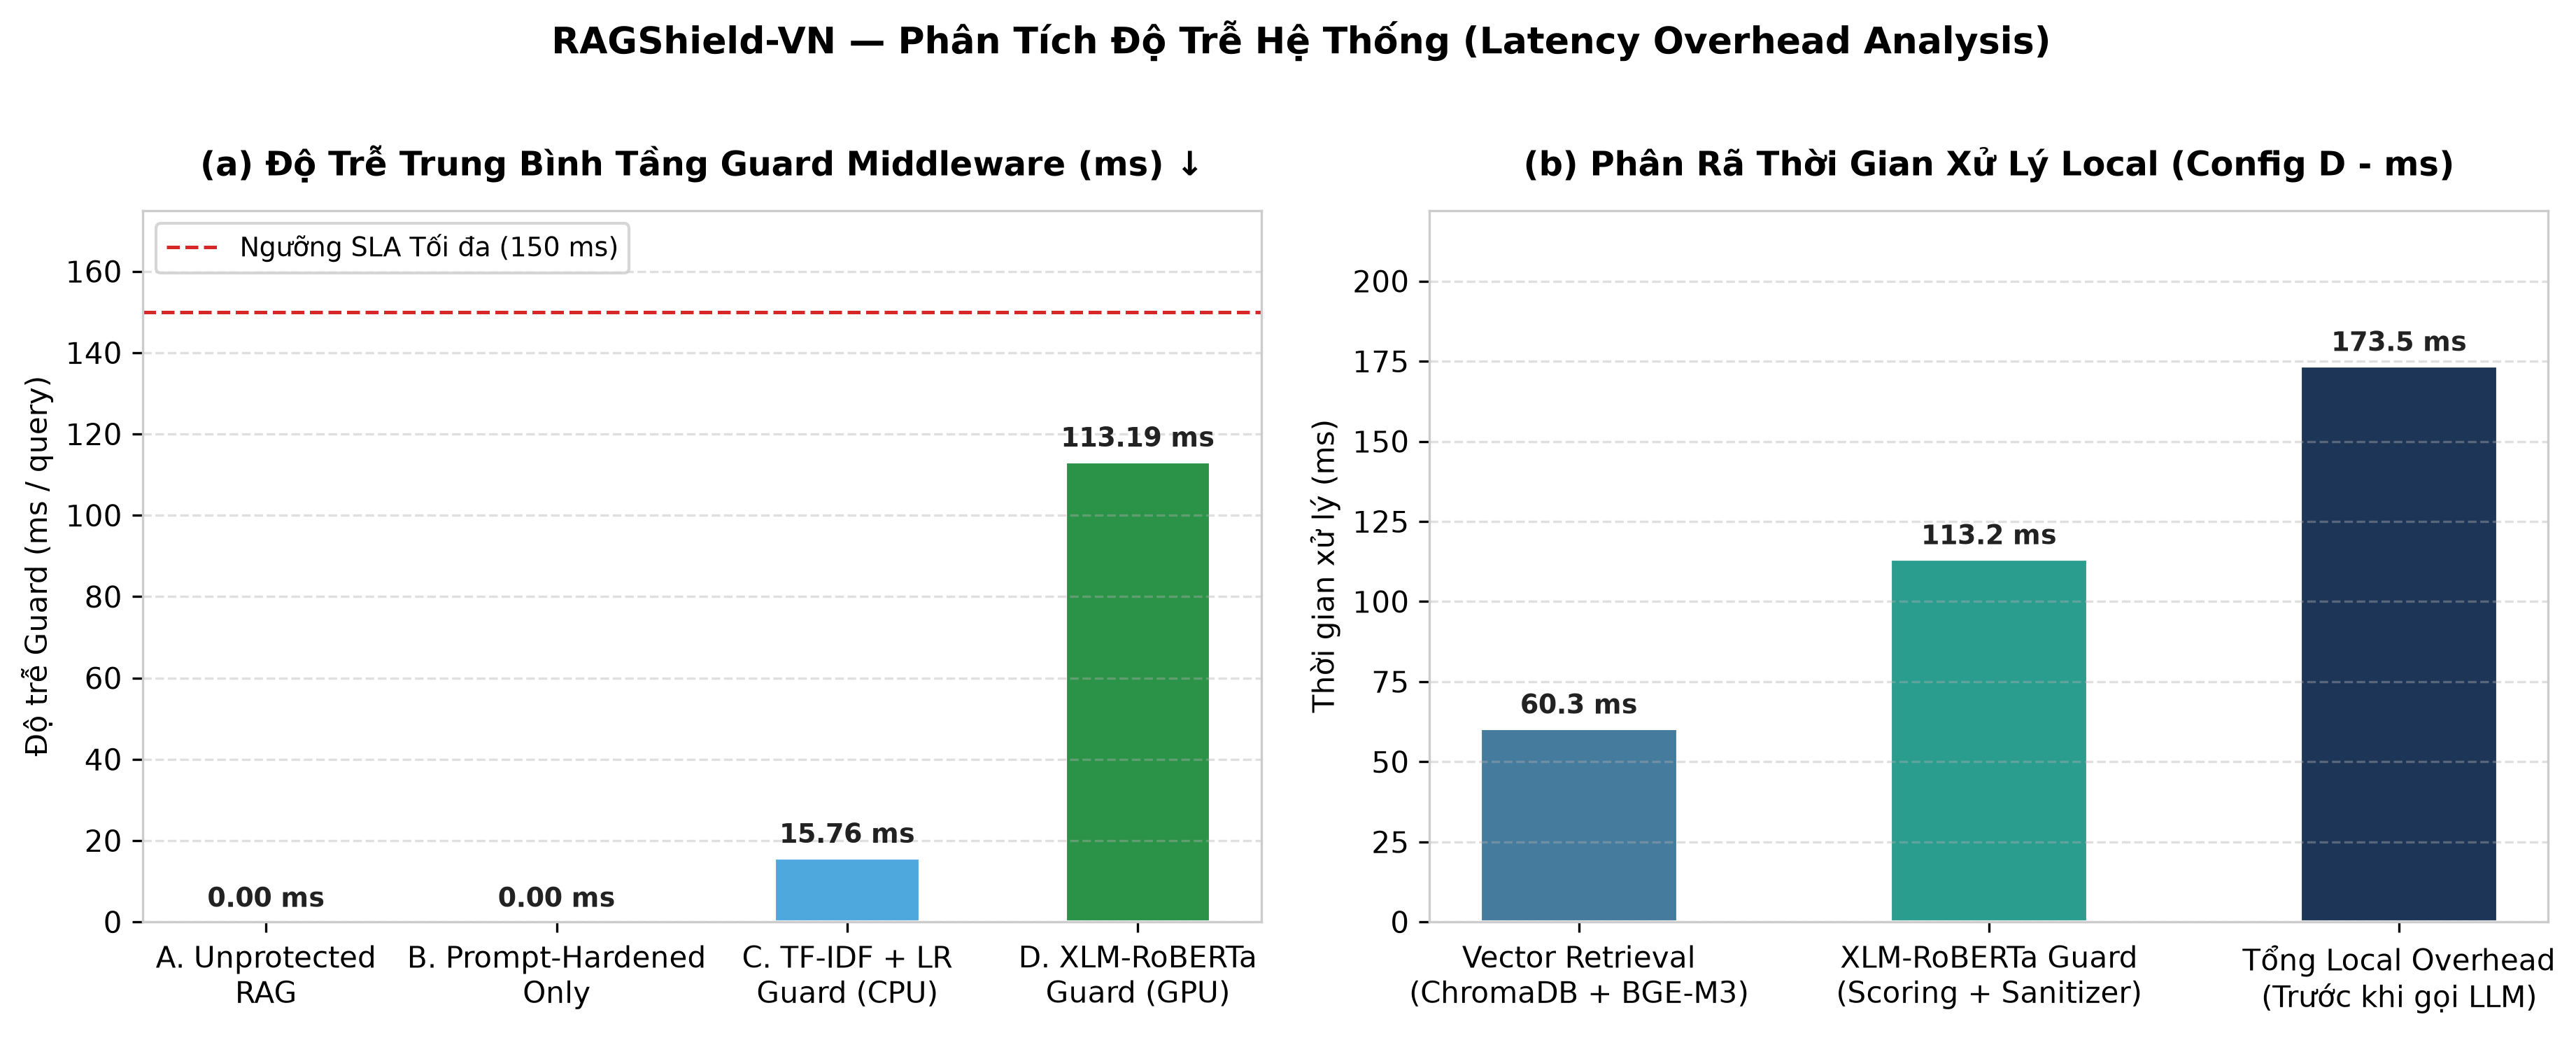 RAGShield-VN — Phân Tích Độ Trễ Hệ Thống (Latency Overhead Analysis)
(a) Độ Trễ Trung Bình Tầng Guard Middleware (ms) ↓
Ngưỡng SLA Tối đa (150 ms)
Độ trễ Guard (ms / query)
160
140
120
100
80
60
40
20
0
0.00 ms
0.00 ms
15.76 ms
113.19 ms
A. Unprotected
RAG
B. Prompt-Hardened
Only
C. TF-IDF + LR
Guard (CPU)
D. XLM-RoBERTa
Guard (GPU)
(b) Phân Rã Thời Gian Xử Lý Local (Config D - ms)
Thời gian xử lý (ms)
200
175
150
125
100
75
50
25
0
60.3 ms
113.2 ms
173.5 ms
Vector Retrieval
(ChromaDB + BGE-M3)
XLM-RoBERTa Guard
(Scoring + Sanitizer)
Tổng Local Overhead
(Trước khi gọi LLM)